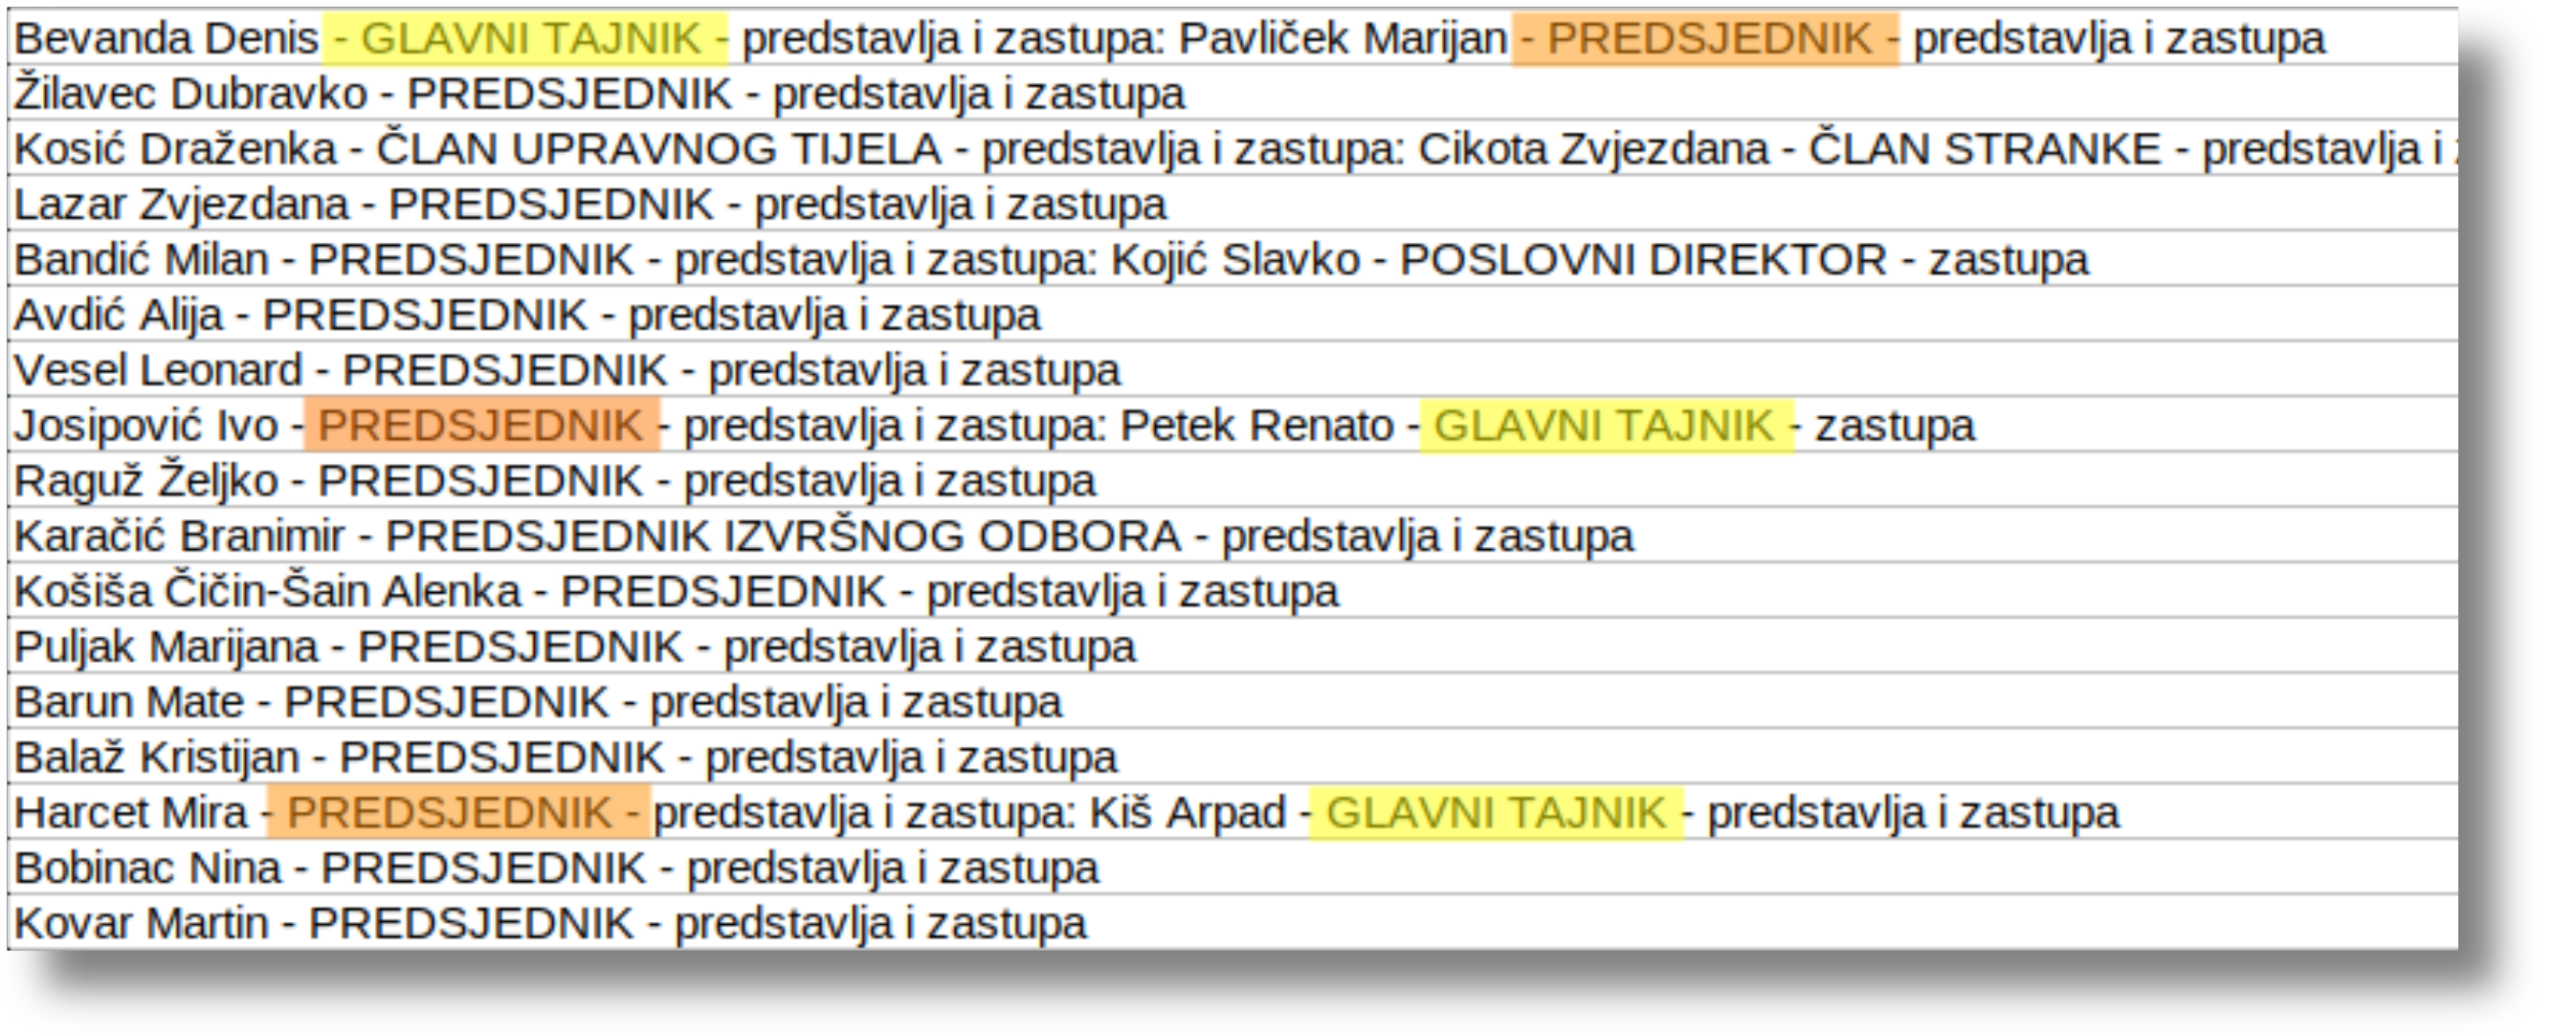 Bevanda Denis - GLAVNI TAJNIK - predstavlja i zastupa: Pavliček Marijan - PREDSJEDNIK - predstavlja i zastupa
Žilavec Dubravko - PREDSJEDNIK - predstavlja i zastupa
Kosić Draženka - ČLAN UPRAVNOG TIJELA - predstavlja i zastupa: Cikota Zvjezdana - ČLAN STRANKE - predstavlja i
Lazar Zvjezdana - PREDSJEDNIK - predstavlja i zastupa
Bandić Milan - PREDSJEDNIK - predstavlja i zastupa: Kojić Slavko - POSLOVNI DIREKTOR - zastupa
Avdić Alija - PREDSJEDNIK - predstavlja i zastupa
Vesel Leonard - PREDSJEDNIK - predstavlja i zastupa
Josipović Ivo - PREDSJEDNIK - predstavlja i zastupa: Petek Renato - GLAVNI TAJNIK - zastupa
Raguž Željko - PREDSJEDNIK - predstavlja i zastupa
Karačić Branimir - PREDSJEDNIK IZVRŠNOG ODBORA - predstavlja i zastupa
Košiša Čičin-Šain Alenka - PREDSJEDNIK - predstavlja i zastupa
Puljak Marijana - PREDSJEDNIK - predstavlja i zastupa
Barun Mate - PREDSJEDNIK - predstavlja i zastupa
Balaž Kristijan - PREDSJEDNIK - predstavlja i zastupa
Harcet Mira - PREDSJEDNIK - predstavlja i zastupa: Kiš Arpad - GLAVNI TAJNIK - predstavlja i zastupa
Bobinac Nina - PREDSJEDNIK - predstavlja i zastupa
Kovar Martin - PREDSJEDNIK - predstavlja i zastupa